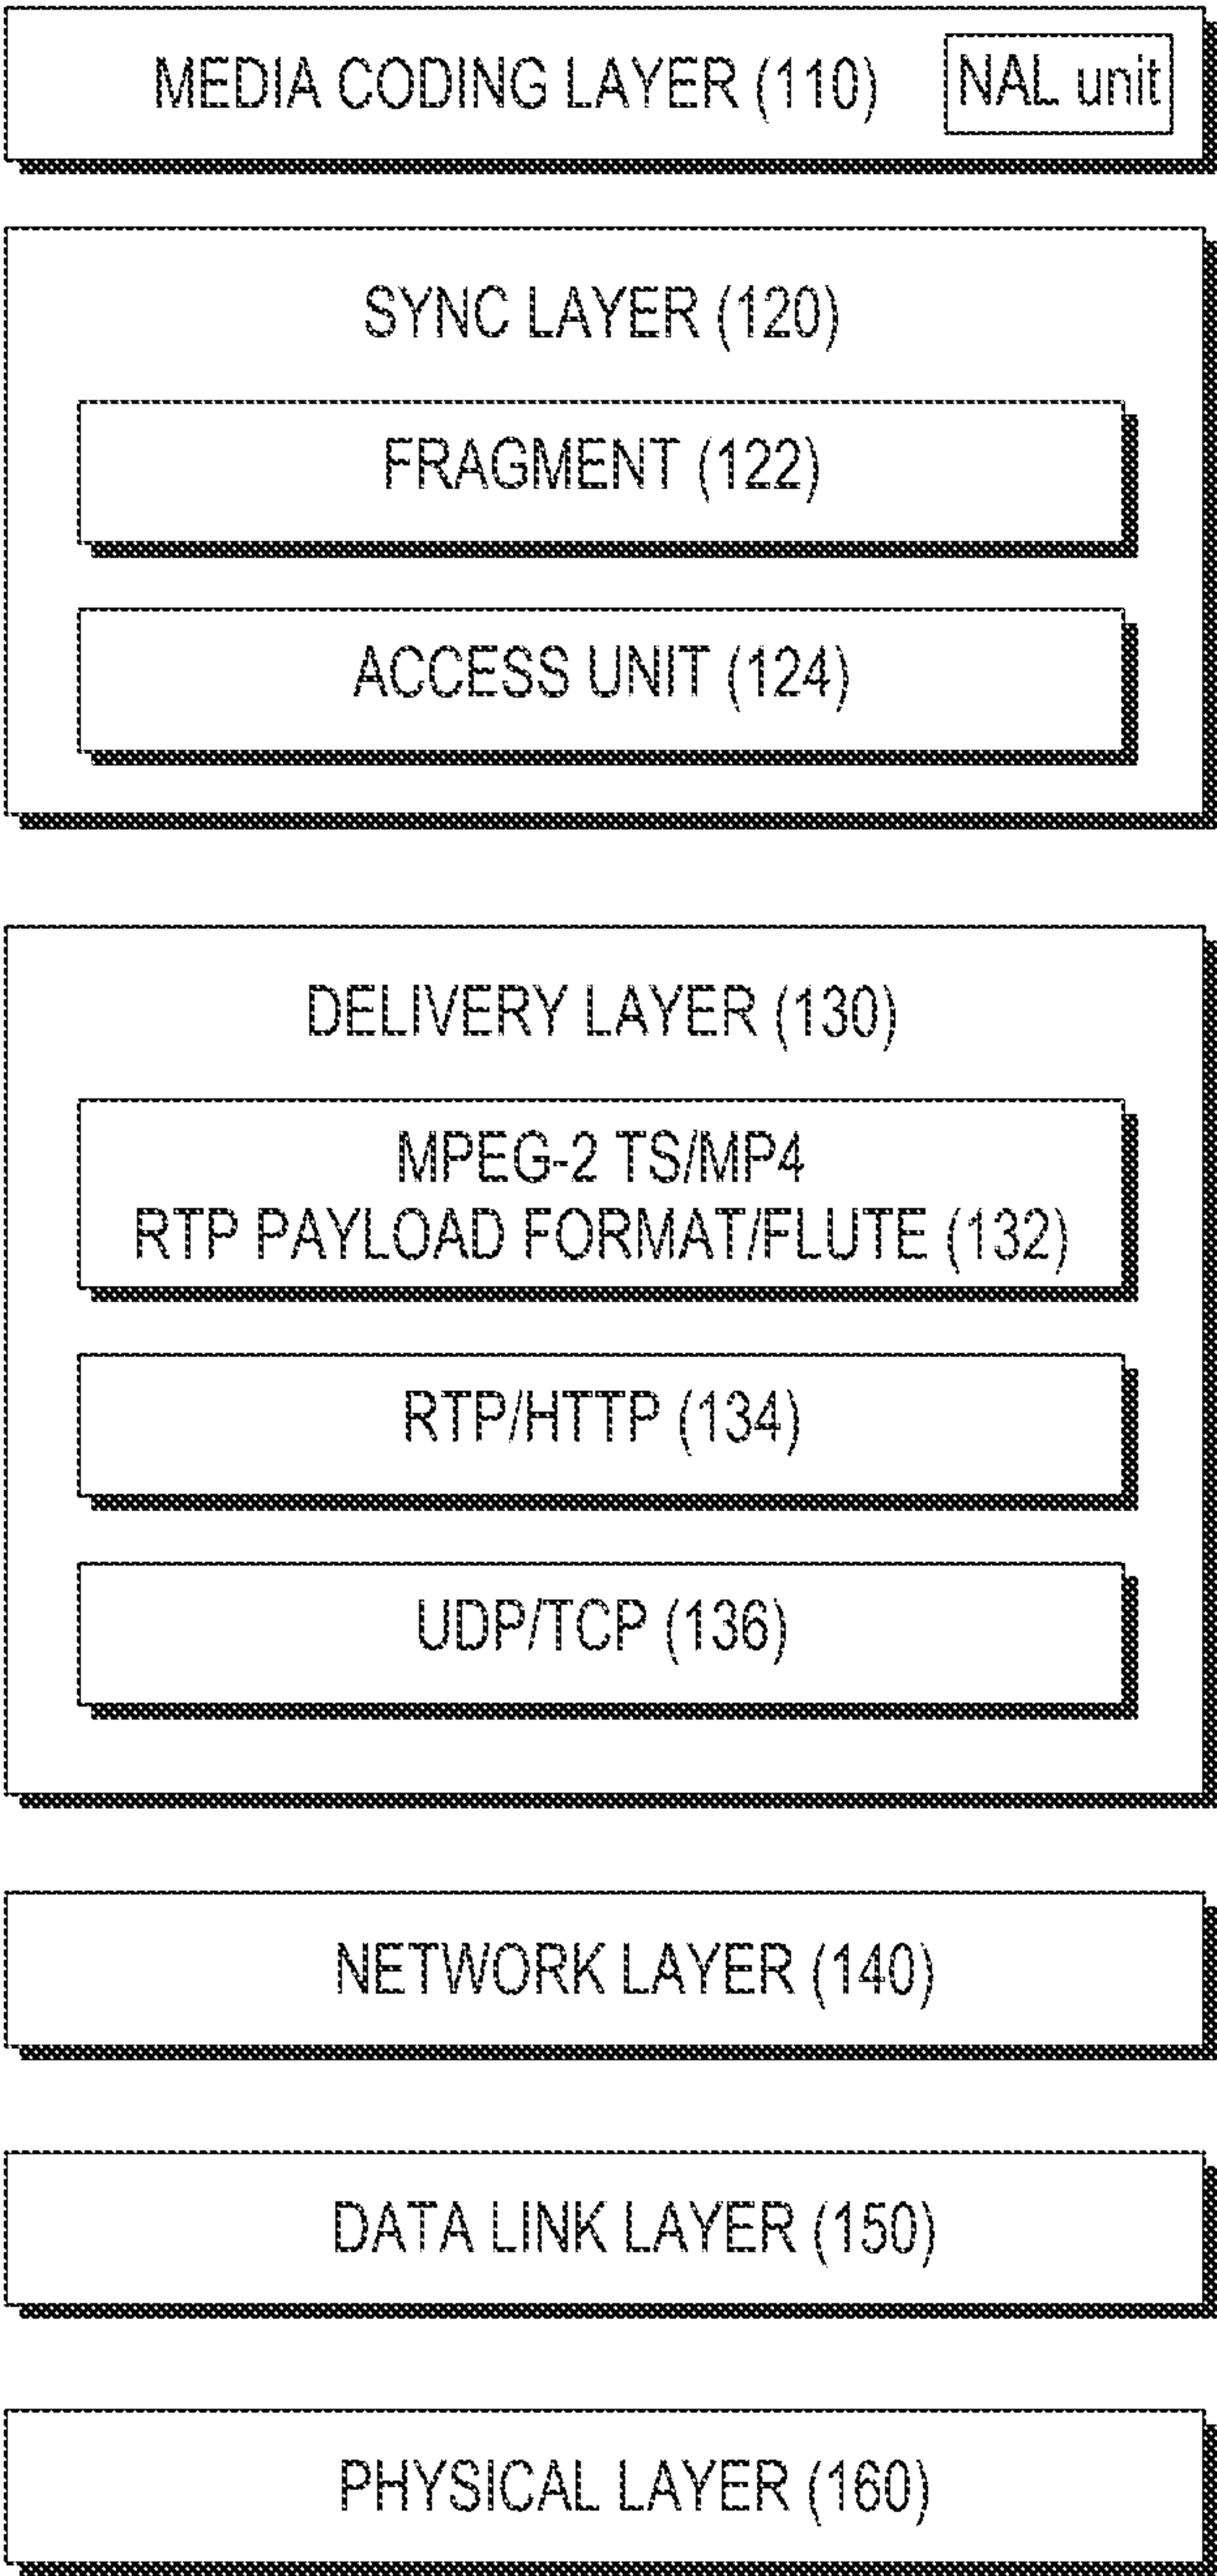 MEDIA CODING LAYER (110) NAL unit
SYNC LAYER (120)
FRAGMENT (122)
ACCESS UNIT (124)
DELIVERY LAYER (130)
MPEG-2 TS/MP4
RTP PAYLOAD FORMAT/FLUTE (132)
RTP/HTTP (134)
UDP/TCP (136)
NETWORK LAYER (140)
DATA LINK LAYER (150)
PHYSICAL LAYER (160)